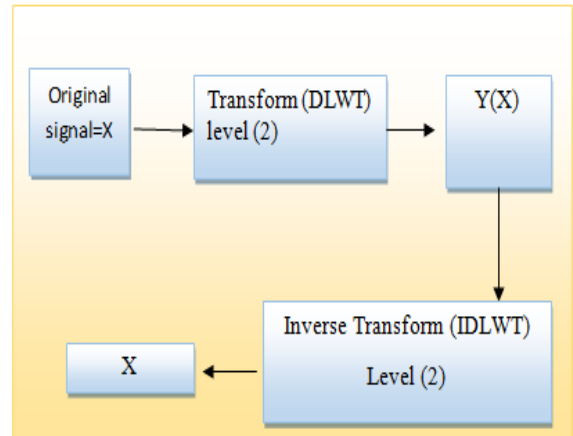 Original
signal=X
Transform (DLWT)
level (2)
Y(X)
Inverse Transform (IDLWT)
Level (2)
X